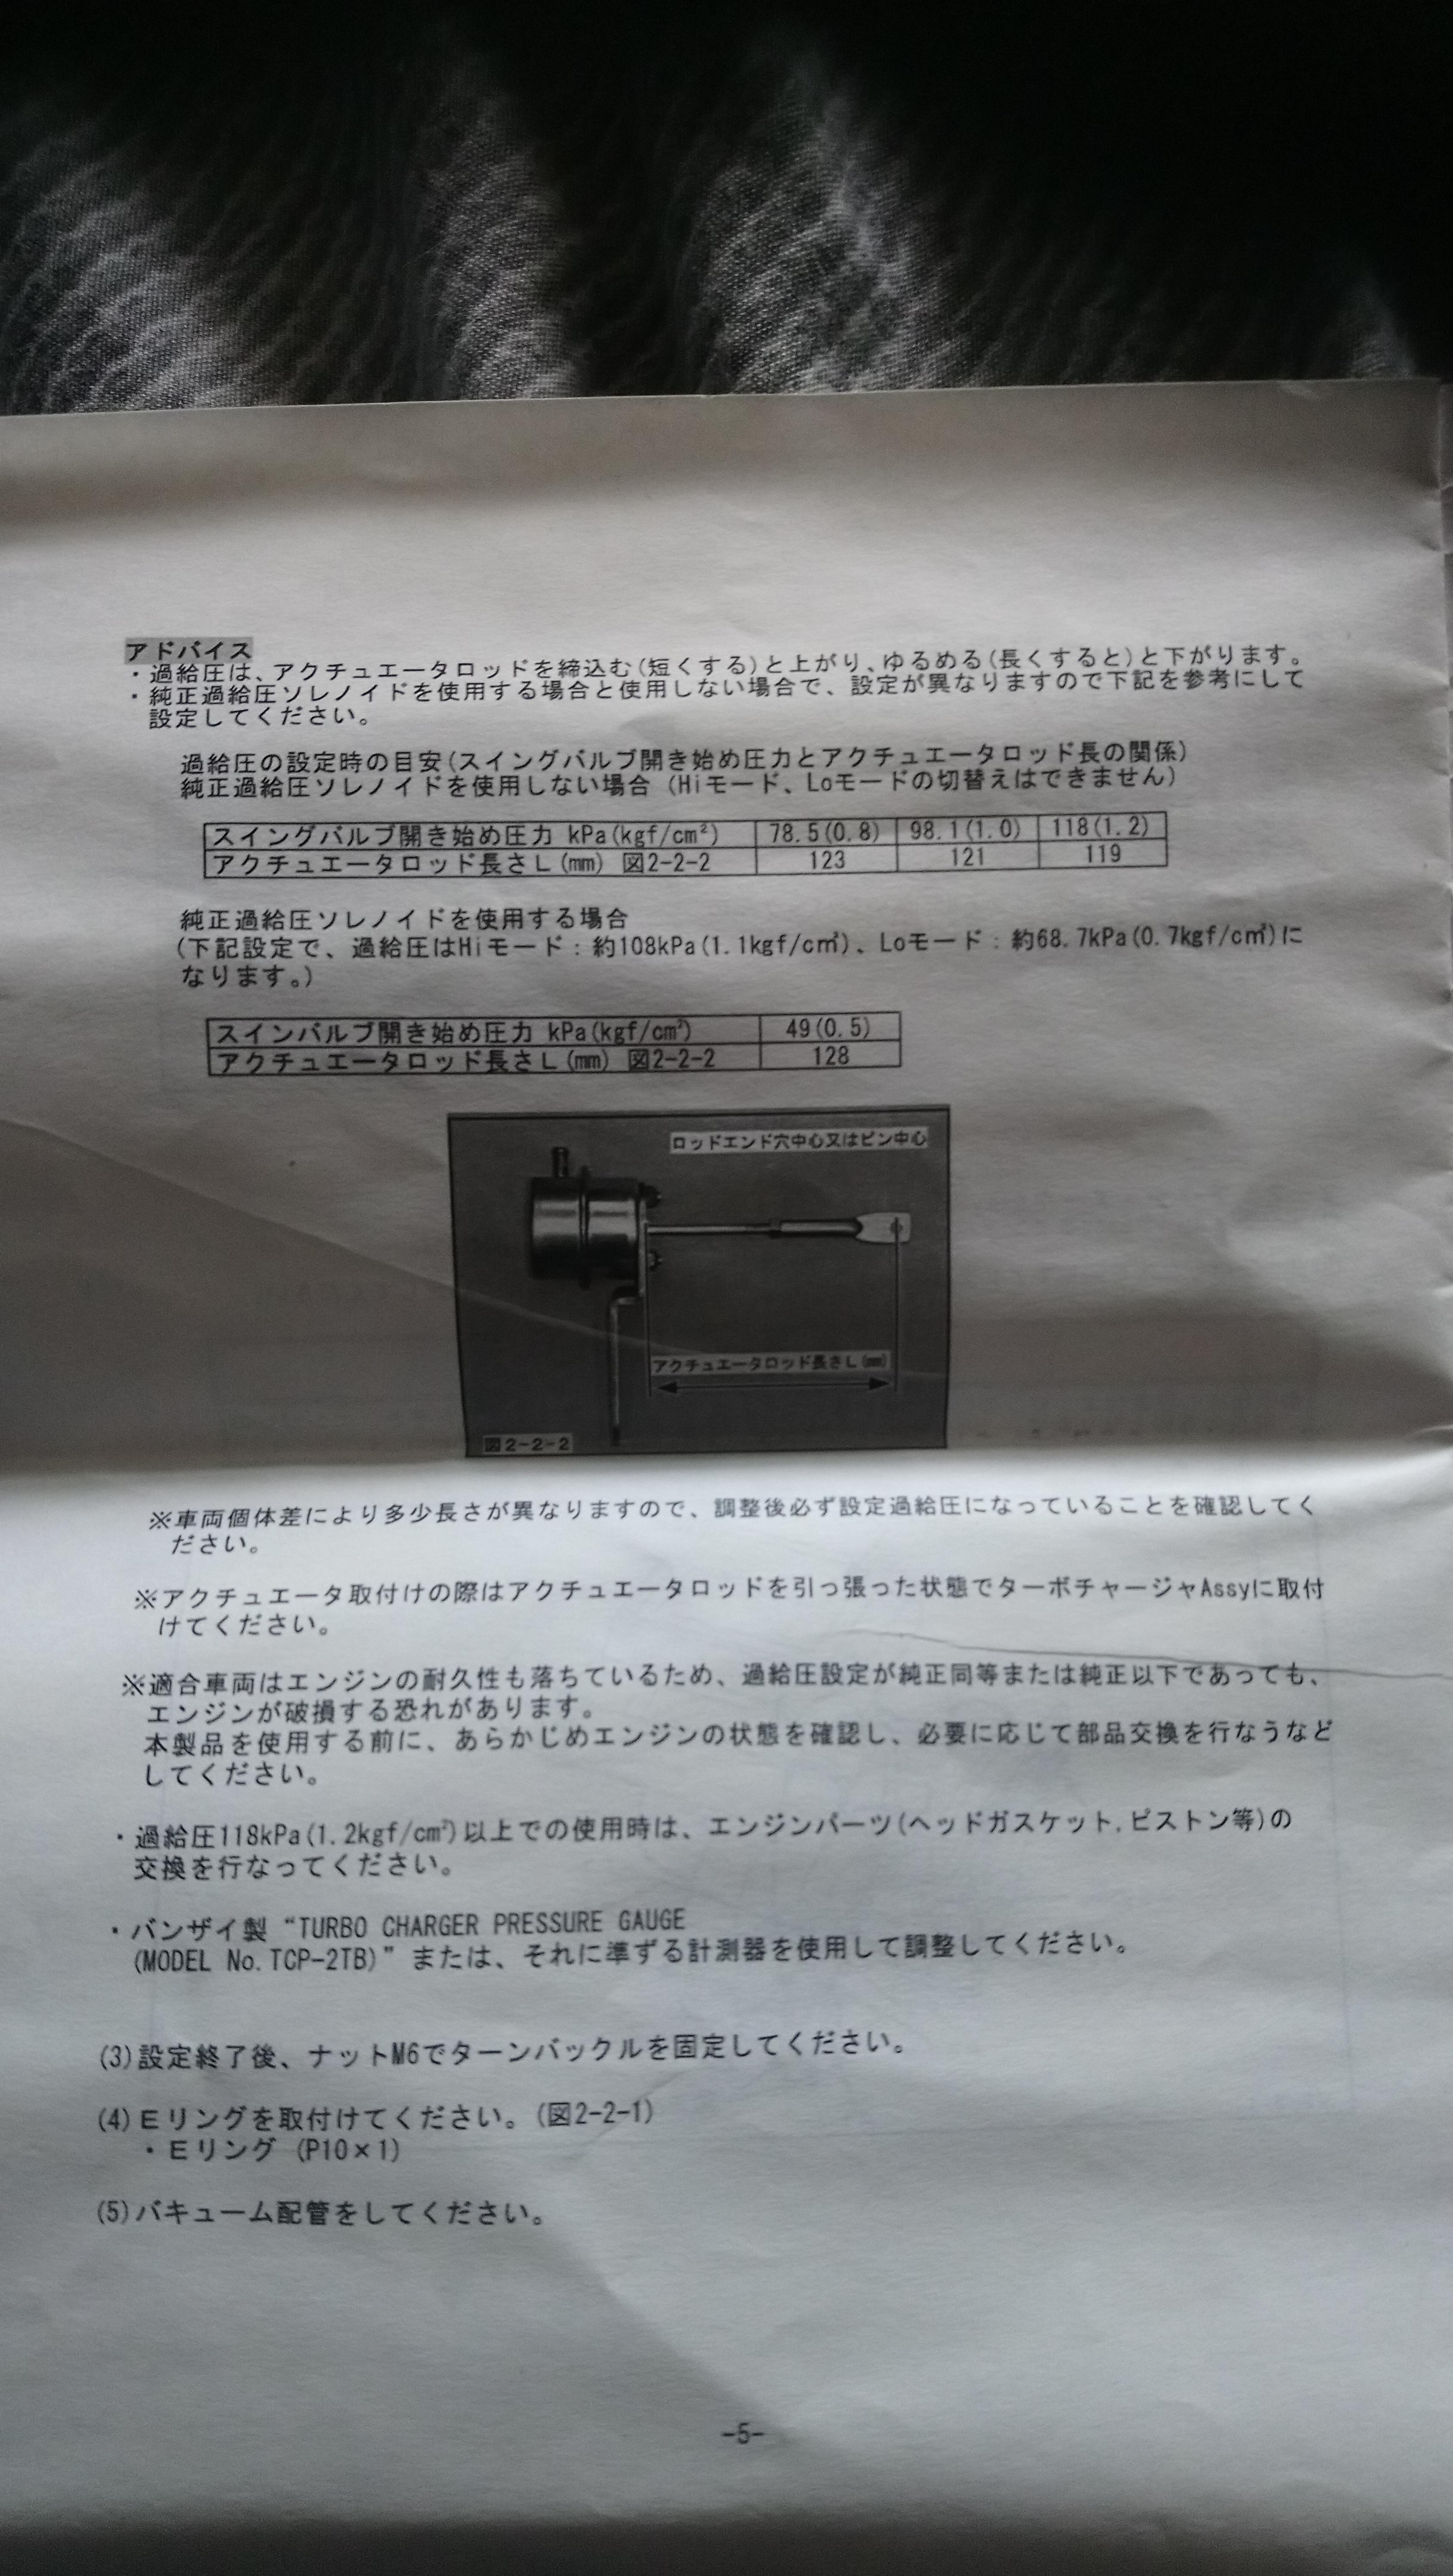 アドバイス
・過給圧は、アクチュエータロッドを締込む(短くする)と上がり、ゆるめる(長くすると)と下がります。
・純正過給圧ソレノイドを使用する場合と使用しない場合で、設定が異なりますので下記を参考にして
設定してください。
過給圧の設定時の目安(スイングバルブ開き始め圧力とアクチュエータロッド長の関係)
純正過給圧ソレノイドを使用しない場合 (Hiモード、Loモードの切替えはできません)
スイングバルブ開き始め圧力 kPa(kgf/cm²) 78.5(0.8) 98.1(1.0) 118(1.2)
アクチュエータロッド長さL(mm) 図2-2-2 123 121 119
純正過給圧ソレノイドを使用する場合
(下記設定で、過給圧はHiモード:約108kPa(1.1kgf/cm²)、Loモード:約68.7kPa(0.7kgf/cm²)に
なります。)
スインバルブ開き始め圧力 kPa(kgf/cm²) 49(0.5)
アクチュエータロッド長さL(mm) 図2-2-2 128
ロッドエンド穴中心又はピン中心
アクチュエータロッド長さL(mm)
図2-2-2
※車両個体差により多少長さが異なりますので、調整後必ず設定過給圧になっていることを確認してく
ださい。
※アクチュエータ取付けの際はアクチュエータロッドを引っ張った状態でターボチャージャAssyに取付
けてください。
※適合車両はエンジンの耐久性も落ちているため、過給圧設定が純正同等または純正以下であっても、
エンジンが破損する恐れがあります。
本製品を使用する前に、あらかじめエンジンの状態を確認し、必要に応じて部品交換を行なうなど
してください。
・過給圧118kPa(1.2kgf/cm²)以上での使用時は、エンジンパーツ(ヘッドガスケット,ピストン等)の
交換を行なってください。
・バンザイ製 “TURBO CHARGER PRESSURE GAUGE
(MODEL No.TCP-2TB)” または、それに準ずる計測器を使用して調整してください。
(3)設定終了後、ナットM6でターンバックルを固定してください。
(4)Eリングを取付けてください。(図2-2-1)
・Eリング (P10×1)
(5)バキューム配管をしてください。
-5-